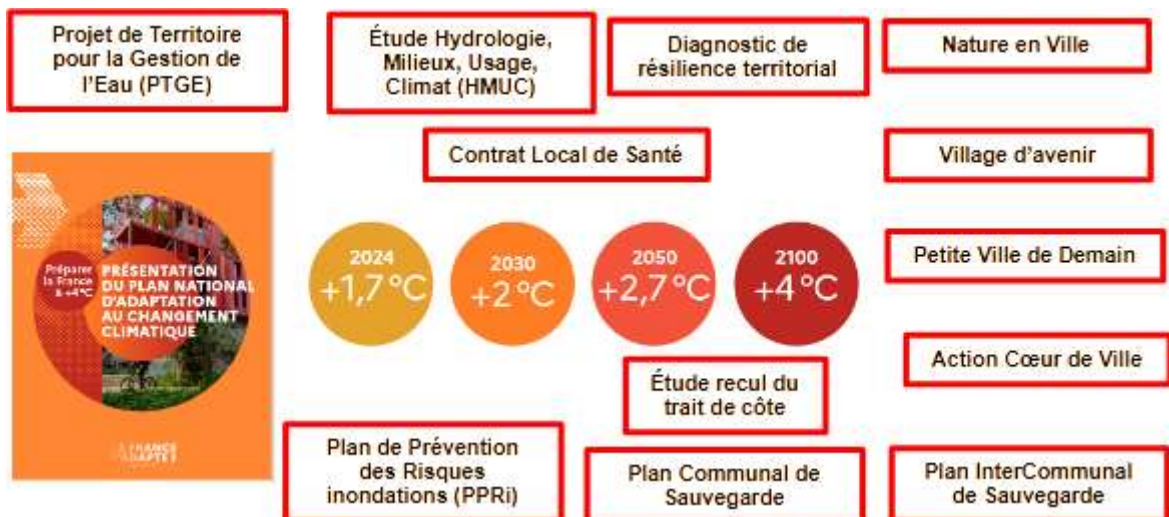 Projet de Territoire
pour la Gestion de
l'Eau (PTGE)
Étude Hydrologie,
Milieux, Usage,
Climat (HMUC)
Diagnostic de
résilience territorial
Nature en Ville
Contrat Local de Santé
Village d'avenir
Préparer
la France
à +4°C
PRÉSENTATION
DU PLAN NATIONAL
D'ADAPTATION
AU CHANGEMENT
CLIMATIQUE
2024
+1,7°C
2030
+2°C
2050
+2,7°C
2100
+4°C
Petite Ville de Demain
Action Cœur de Ville
Étude recul du
trait de côte
Plan de Prévention
des Risques
inondations (PPRi)
Plan Communal de
Sauvegarde
Plan InterCommunal
de Sauvegarde